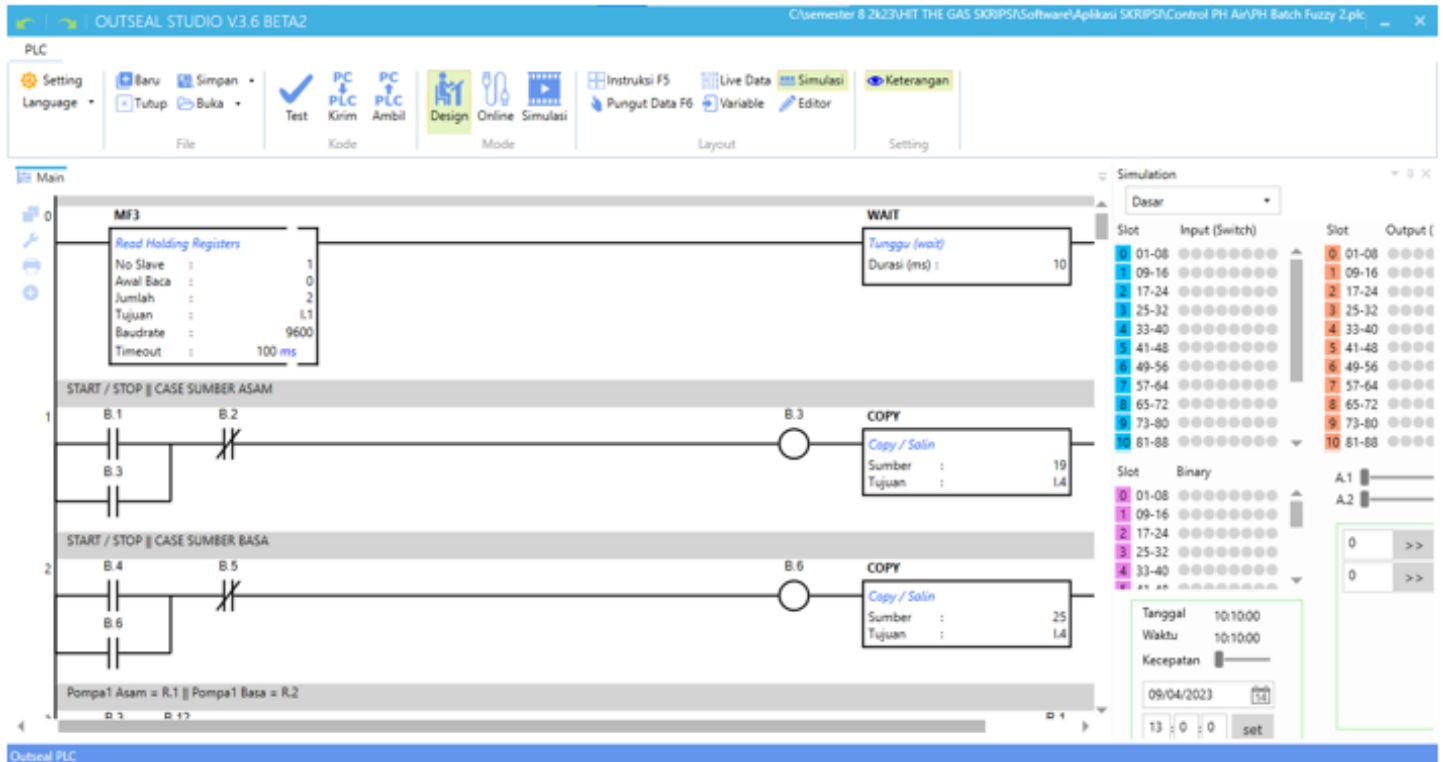 OUTSEAL STUDIO V3.6 BETA2
C:\semester 8 2k23\HIT THE GAS SKRIPSI\Software\Aplikasi SKRIPSI\Control PH Air\PH Batch Fuzzy 2.plc
PLC
Setting Baru Simpan PC PC Instruksi F5 Live Data Simulasi Keterangan
Language Tutup Buka PLC PLC Pungut Data F6 Variable Editor
Test Kirim Ambil Design Online Simulasi
File Kode Mode Layout Setting
Main
0 MF3 WAIT
Read Holding Registers Tunggu (wait)
No Slave : 1 Durasi (ms) : 10
Awal Baca : 0
Jumlah : 2
Tujuan : I.1
Baudrate : 9600
Timeout : 100 ms
START / STOP || CASE SUMBER ASAM
1 B.1 B.2 B.3 COPY
Copy / Salin
B.3 Sumber : 19
Tujuan : I.4
START / STOP || CASE SUMBER BASA
2 B.4 B.5 B.6 COPY
Copy / Salin
B.6 Sumber : 25
Tujuan : I.4
Pompa1 Asam = R.1 || Pompa1 Basa = R.2
B.3 B.12 R.1
Simulation
Dasar
Slot Input (Switch) Slot Output (
0 01-08 0 01-08
1 09-16 1 09-16
2 17-24 2 17-24
3 25-32 3 25-32
4 33-40 4 33-40
5 41-48 5 41-48
6 49-56 6 49-56
7 57-64 7 57-64
8 65-72 8 65-72
9 73-80 9 73-80
10 81-88 10 81-88
Slot Binary A.1
0 01-08 A.2
1 09-16
2 17-24 0 >>
3 25-32
4 33-40 0 >>
5 41-48
Tanggal 10:10:00
Waktu 10:10:00
Kecepatan
09/04/2023 14
13 : 0 : 0 set
Outseal PLC